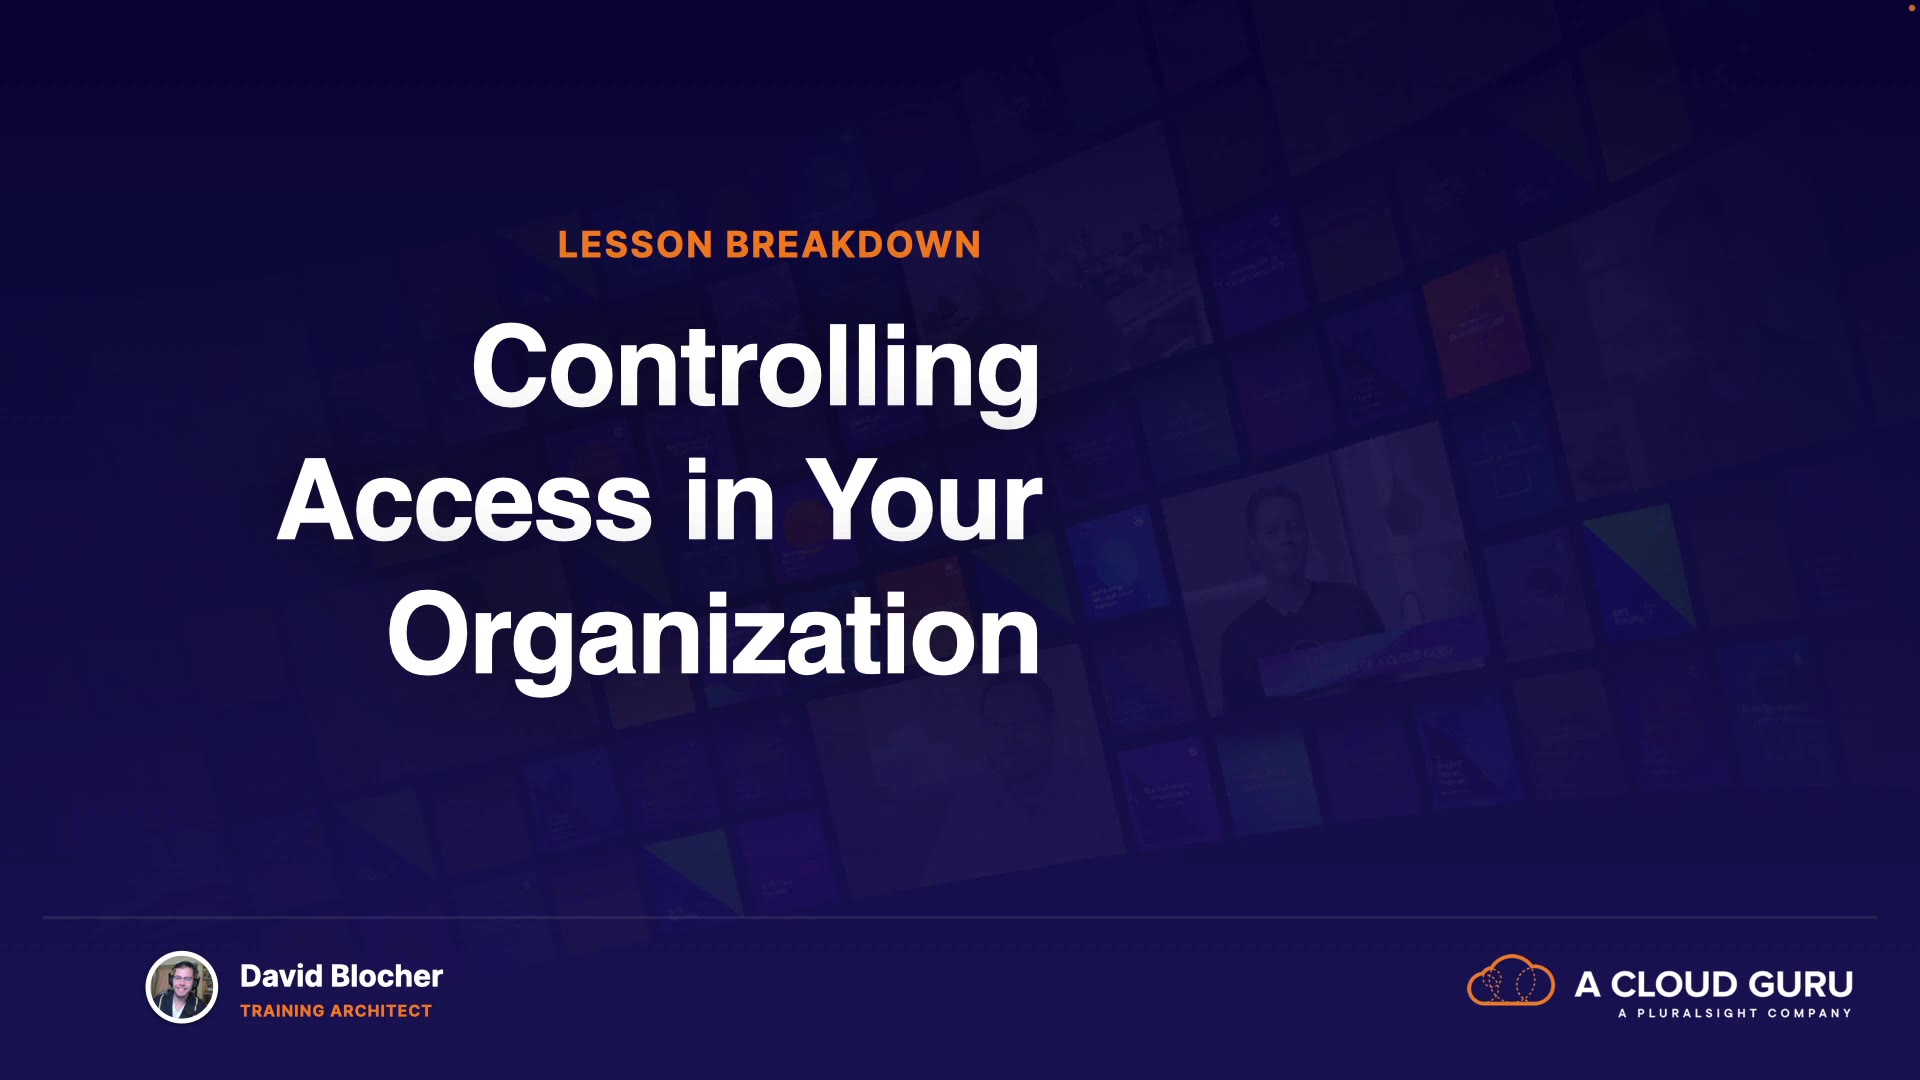 LESSON BREAKDOWN
Controlling
Access in Your
Organization
David Blocher
TRAINING ARCHITECT
A CLOUD GURU
A PLURALSIGHT COMPANY